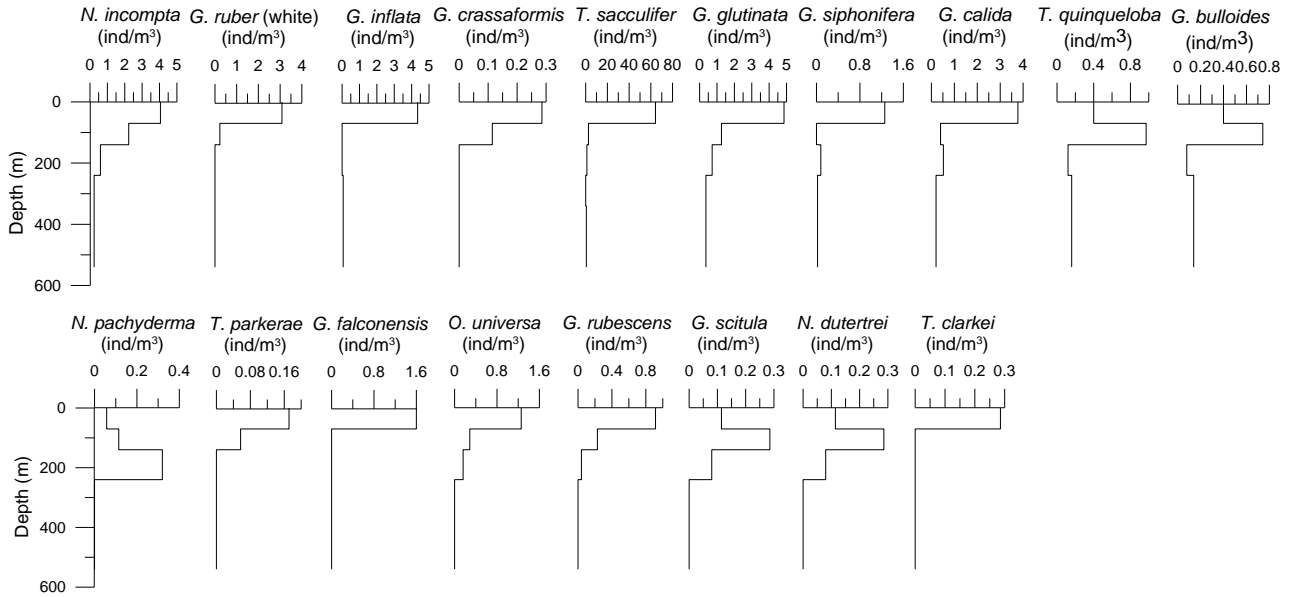 N. incompta G. ruber (white) G. inflata G. crassaformis T. sacculifer G. glutinata G. siphonifera G. calida T. quinqueloba G. bulloides
(ind/m³) (ind/m³) (ind/m³) (ind/m³) (ind/m³) (ind/m³) (ind/m³) (ind/m³) (ind/m³) (ind/m³)
0 1 2 3 4 5 0 1 2 3 4 0 1 2 3 4 5 0 0.1 0.2 0.3 0 20 40 60 80 0 1 2 3 4 5 0 0.8 1.6 0 1 2 3 4 0 0.4 0.8 0 0.20.40.60.8
0
200
400
600
Depth (m)
N. pachyderma T. parkerae G. falconensis O. universa G. rubescens G. scitula N. dutertrei T. clarkei
(ind/m³) (ind/m³) (ind/m³) (ind/m³) (ind/m³) (ind/m³) (ind/m³) (ind/m³)
0 0.2 0.4 0 0.08 0.16 0 0.8 1.6 0 0.8 1.6 0 0.4 0.8 0 0.1 0.2 0.3 0 0.1 0.2 0.3 0 0.1 0.2 0.3
0
200
400
600
Depth (m)